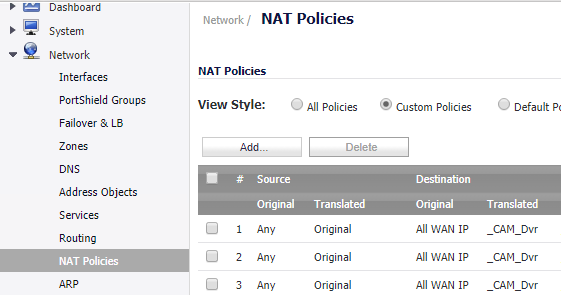 Dashboard
System
Network
Interfaces
PortShield Groups
Failover & LB
Zones
DNS
Address Objects
Services
Routing
NAT Policies
ARP
Network / NAT Policies
NAT Policies
View Style: All Policies Custom Policies Default Po
Add... Delete
# Source Destination
Original Translated Original Translated
1 Any Original All WAN IP _CAM_Dvr
2 Any Original All WAN IP _CAM_Dvr
3 Any Original All WAN IP _CAM_Dvr